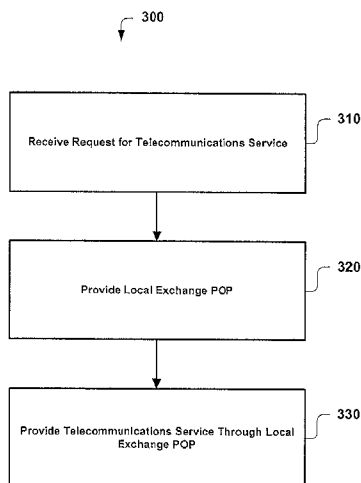 300
Receive Request for Telecommunications Service
310
Provide Local Exchange POP
320
Provide Telecommunications Service Through Local
Exchange POP
330